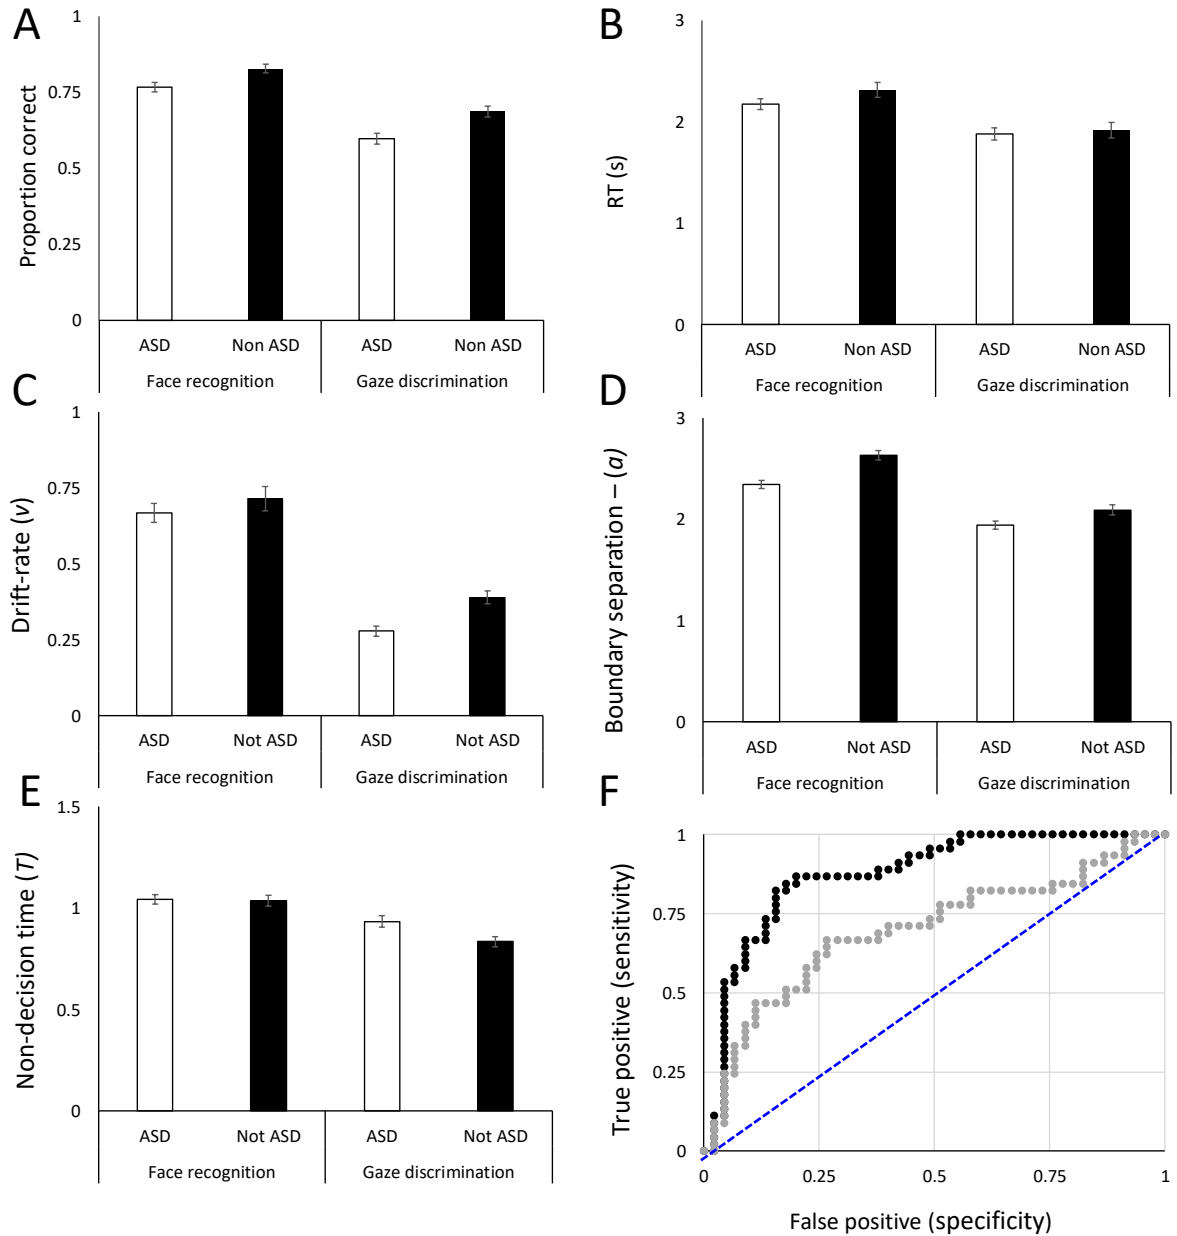 A
Proportion correct
1
0.75
0.5
0.25
0
ASD
Non ASD
ASD
Non ASD
Face recognition
Gaze discrimination
B
RT (s)
3
2
1
0
ASD
Non ASD
ASD
Non ASD
Face recognition
Gaze discrimination
C
Drift-rate (v)
1
0.75
0.5
0.25
0
ASD
Not ASD
ASD
Not ASD
Face recognition
Gaze discrimination
D
Boundary separation – (a)
3
2
1
0
ASD
Not ASD
ASD
Not ASD
Face recognition
Gaze discrimination
E
Non-decision time (T)
1.5
1
0.5
0
ASD
Not ASD
ASD
Not ASD
Face recognition
Gaze discrimination
F
True positive (sensitivity)
1
0.75
0.5
0.25
0
0
0.25
0.5
0.75
1
False positive (specificity)